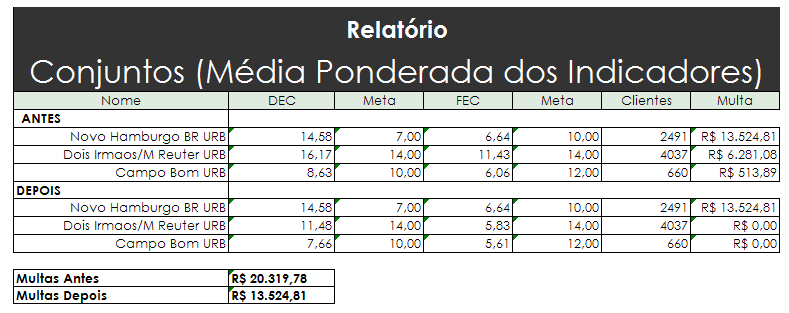 Relatório
Conjuntos (Média Ponderada dos Indicadores)
Nome DEC Meta FEC Meta Clientes Multa
ANTES
Novo Hamburgo BR URB 14,58 7,00 6,64 10,00 2491 R$ 13.524,81
Dois Irmaos/M Reuter URB 16,17 14,00 11,43 14,00 4037 R$ 6.281,08
Campo Bom URB 8,63 10,00 6,06 12,00 660 R$ 513,89
DEPOIS
Novo Hamburgo BR URB 14,58 7,00 6,64 10,00 2491 R$ 13.524,81
Dois Irmaos/M Reuter URB 11,48 14,00 5,83 14,00 4037 R$ 0,00
Campo Bom URB 7,66 10,00 5,61 12,00 660 R$ 0,00
Multas Antes R$ 20.319,78
Multas Depois R$ 13.524,81